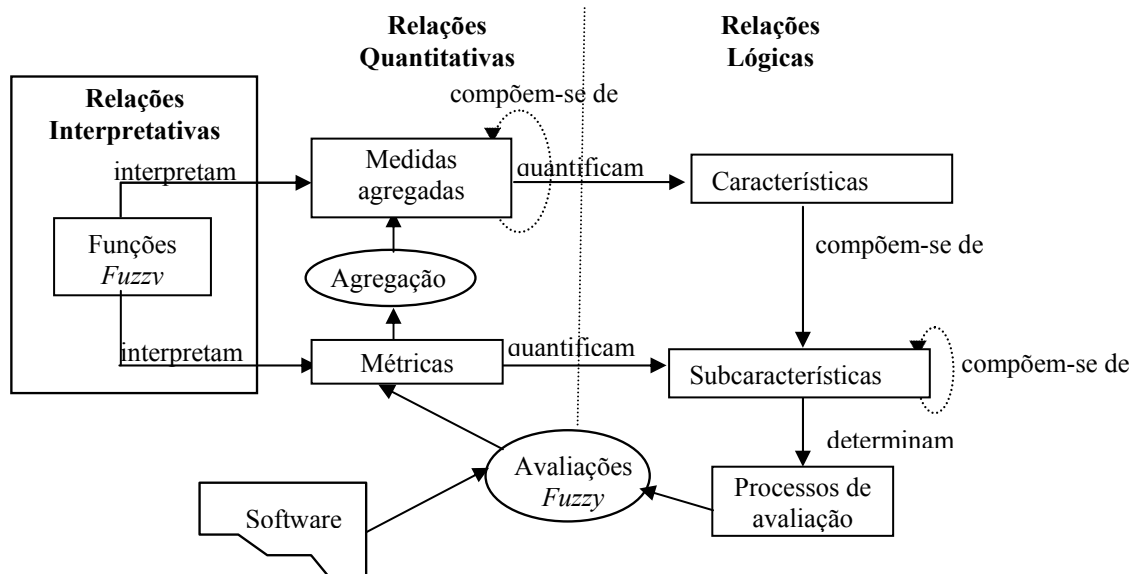 Relações
Quantitativas
Relações
Lógicas
compõem-se de
Relações
Interpretativas
interpretam
Medidas
agregadas
quantificam
Características
Funções
Fuzzy
Agregação
compõem-se de
interpretam
Métricas
quantificam
Subcaracterísticas
compõem-se de
determinam
Avaliações
Fuzzy
Processos de
avaliação
Software